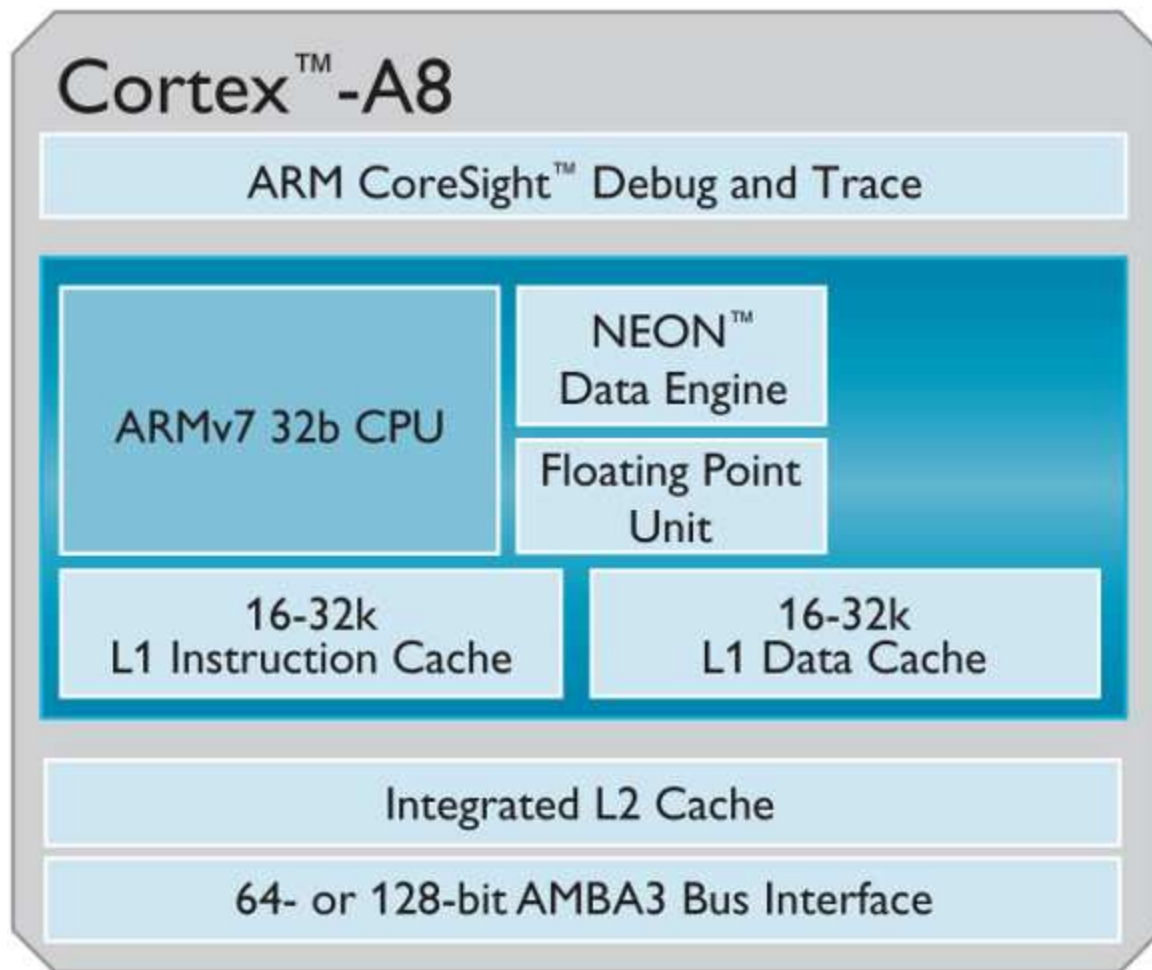 Cortex™-A8
ARM CoreSight™ Debug and Trace
ARMv7 32b CPU
NEON™
Data Engine
Floating Point
Unit
16-32k
L1 Instruction Cache
16-32k
L1 Data Cache
Integrated L2 Cache
64- or 128-bit AMBA3 Bus Interface